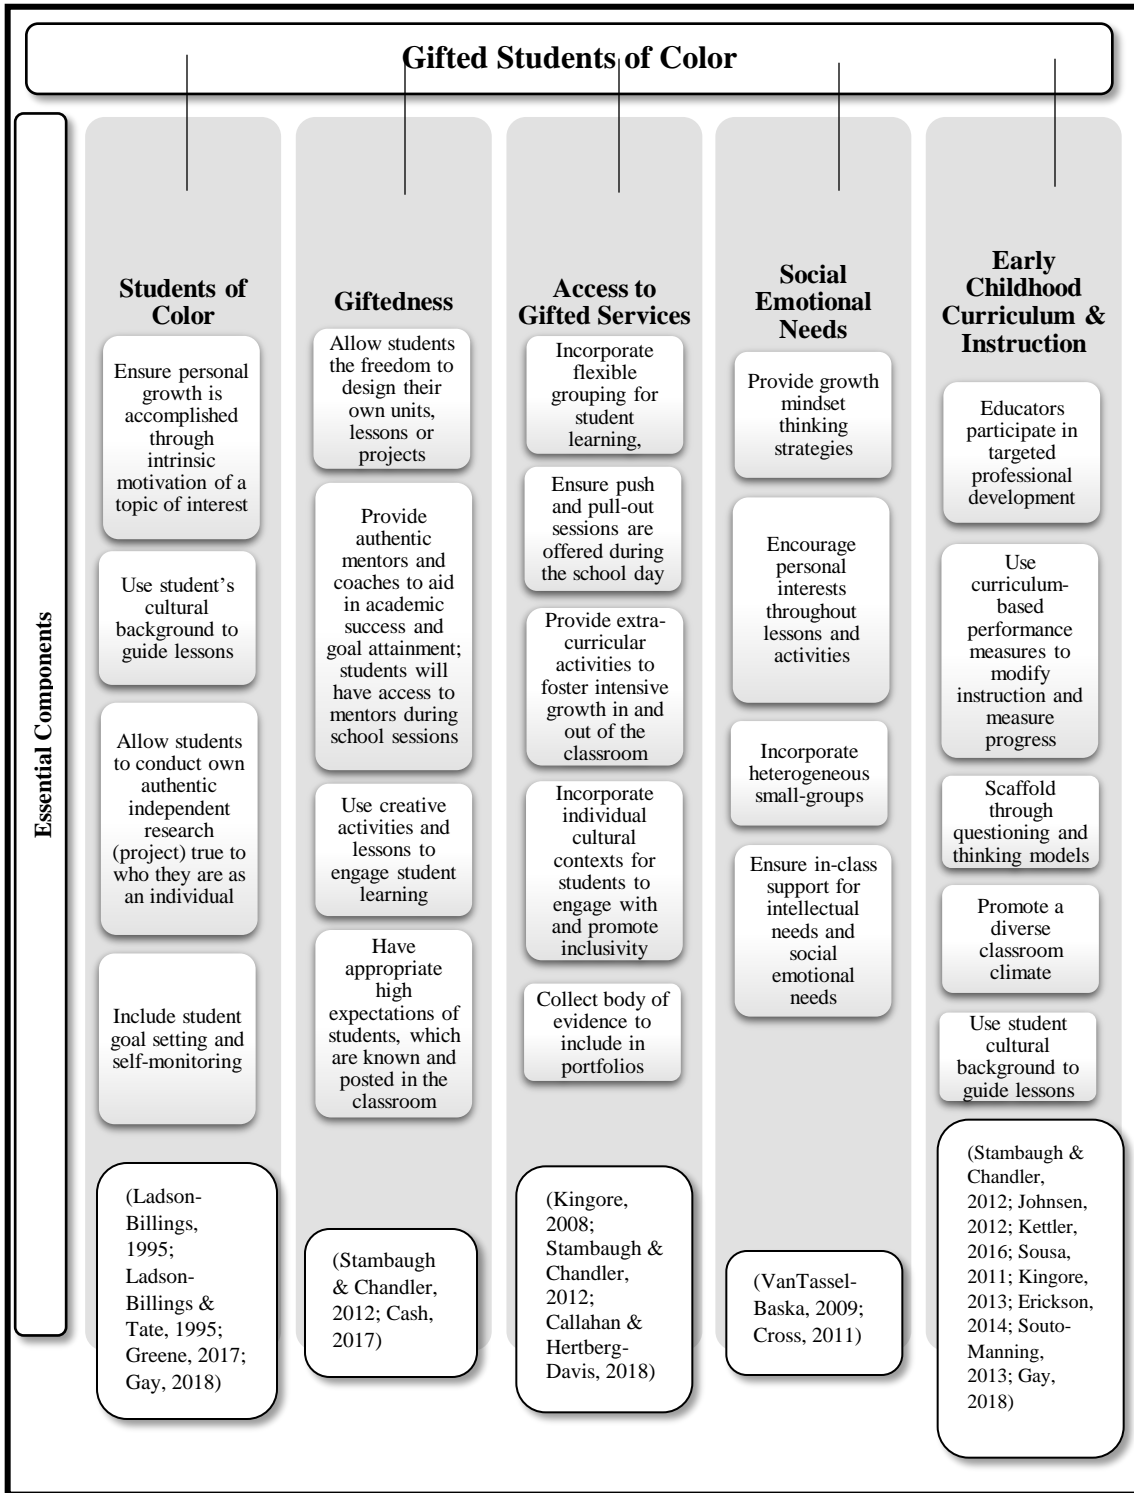 Gifted Students of Color
Essential Components
Students of
Color
Ensure personal
growth is
accomplished
through
intrinsic
motivation of a
topic of interest
Use student’s
cultural
background to
guide lessons
Allow students
to conduct own
authentic
independent
research
(project) true to
who they are as
an individual
Include student
goal setting and
self-monitoring
(Ladson-
Billings,
1995;
Ladson-
Billings &
Tate, 1995;
Greene, 2017;
Gay, 2018)
Giftedness
Allow students
the freedom to
design their
own units,
lessons or
projects
Provide
authentic
mentors and
coaches to aid
in academic
success and
goal attainment;
students will
have access to
mentors during
school sessions
Use creative
activities and
lessons to
engage student
learning
Have
appropriate
high
expectations of
students, which
are known and
posted in the
classroom
(Stambaugh
& Chandler,
2012; Cash,
2017)
Access to
Gifted Services
Incorporate
flexible
grouping for
student
learning,
Ensure push
and pull-out
sessions are
offered during
the school day
Provide extra-
curricular
activities to
foster intensive
growth in and
out of the
classroom
Incorporate
individual
cultural
contexts for
students to
engage with
and promote
inclusivity
Collect body of
evidence to
include in
portfolios
(Kingore,
2008;
Stambaugh &
Chandler,
2012;
Callahan &
Hertberg-
Davis, 2018)
Social
Emotional
Needs
Provide growth
mindset
thinking
strategies
Encourage
personal
interests
throughout
lessons and
activities
Incorporate
heterogeneous
small-groups
Ensure in-class
support for
intellectual
needs and
social
emotional
needs
(VanTassel-
Baska, 2009;
Cross, 2011)
Early
Childhood
Curriculum &
Instruction
Educators
participate in
targeted
professional
development
Use
curriculum-
based
performance
measures to
modify
instruction and
measure
progress
Scaffold
through
questioning and
thinking models
Promote a
diverse
classroom
climate
Use student
cultural
background to
guide lessons
(Stambaugh &
Chandler,
2012; Johnsen,
2012; Kettler,
2016; Sousa,
2011; Kingore,
2013; Erickson,
2014; Souto-
Manning,
2013; Gay,
2018)